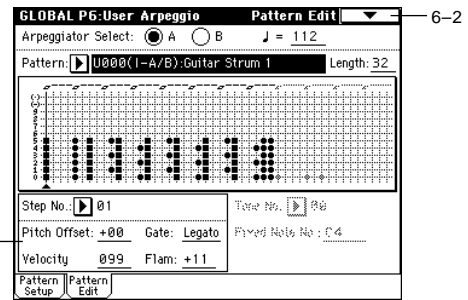 GLOBAL P6:User Arpeggio Pattern Edit
6–2
Arpeggiator Select: A B ♩ = 112
Pattern: U000(I-A/B):Guitar Strum 1 Length: 32
Step No.: 01 Tone No. 00
Pitch Offset: +00 Gate: Legato Fixed Note No.: C4
Velocity 099 Flam: +11
Pattern Setup Pattern Edit